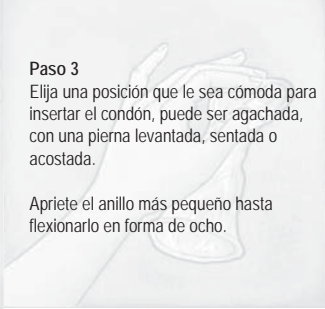 Paso 3
Elija una posición que le sea cómoda para
insertar el condón, puede ser agachada,
con una pierna levantada, sentada o
acostada.
Apriete el anillo más pequeño hasta
flexionarlo en forma de ocho.